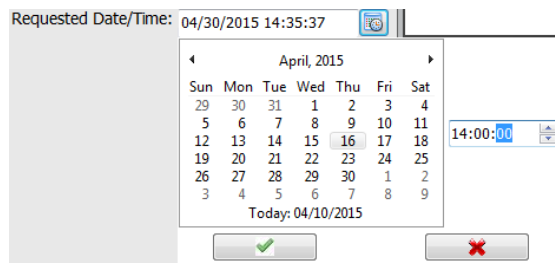 Requested Date/Time: 04/30/2015 14:35:37
April, 2015
Sun Mon Tue Wed Thu Fri Sat
29 30 31 1 2 3 4
5 6 7 8 9 10 11
12 13 14 15 16 17 18
19 20 21 22 23 24 25
26 27 28 29 30 1 2
3 4 5 6 7 8 9
Today: 04/10/2015
14:00:00